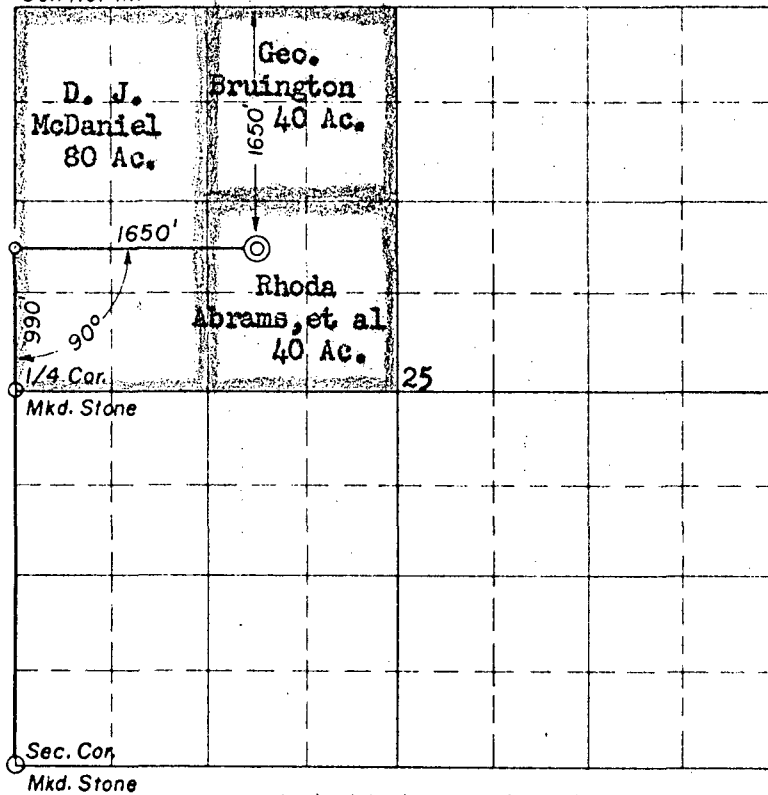 Geo.
Bruington
40 Ac.
D. J.
McDaniel
80 Ac.
1650'
1650'
Rhoda
Abrams, et al
40 Ac.
990'
90°
1/4 Cor.
Mkd. Stone
25
Sec. Cor.
Mkd. Stone